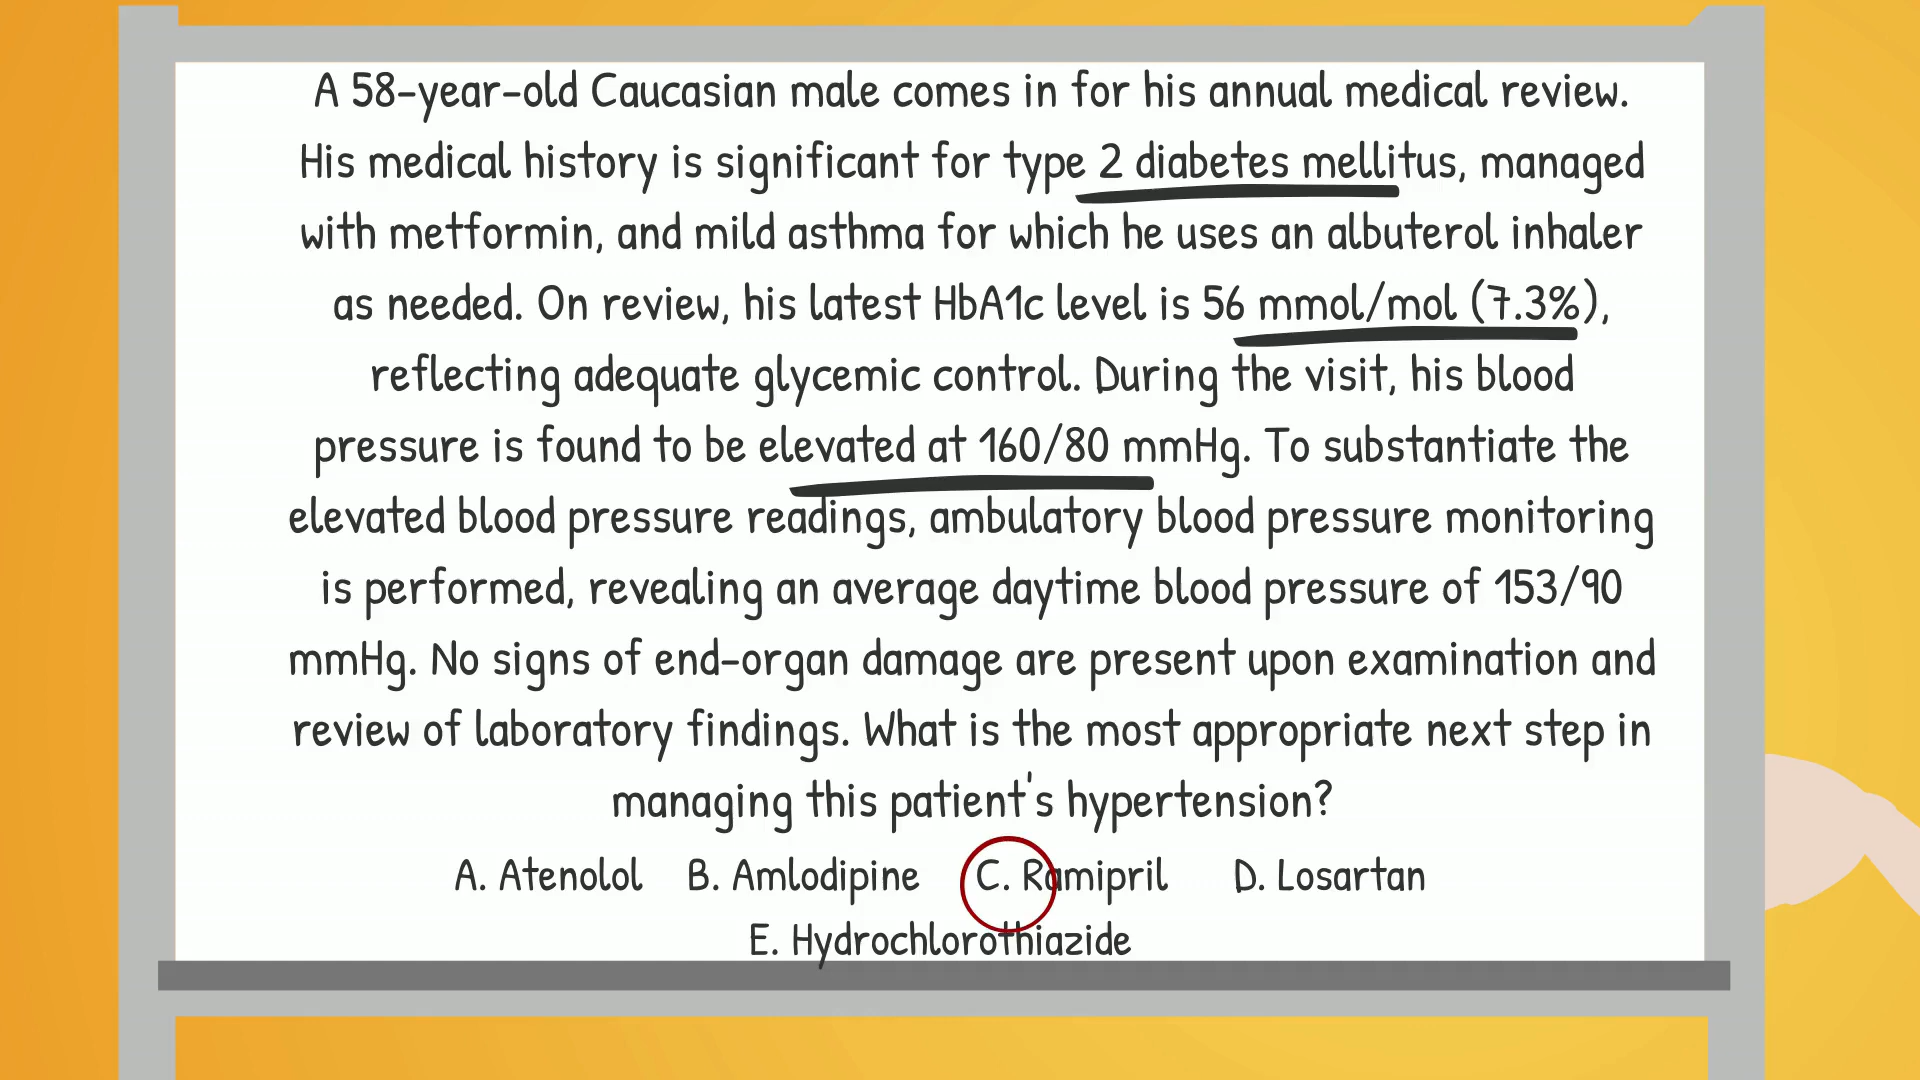 A 58-year-old Caucasian male comes in for his annual medical review.
His medical history is significant for type 2 diabetes mellitus, managed
with metformin, and mild asthma for which he uses an albuterol inhaler
as needed. On review, his latest HbA1c level is 56 mmol/mol (7.3%),
reflecting adequate glycemic control. During the visit, his blood
pressure is found to be elevated at 160/80 mmHg. To substantiate the
elevated blood pressure readings, ambulatory blood pressure monitoring
is performed, revealing an average daytime blood pressure of 153/90
mmHg. No signs of end-organ damage are present upon examination and
review of laboratory findings. What is the most appropriate next step in
managing this patient's hypertension?
A. Atenolol B. Amlodipine C. Ramipril D. Losartan
E. Hydrochlorothiazide